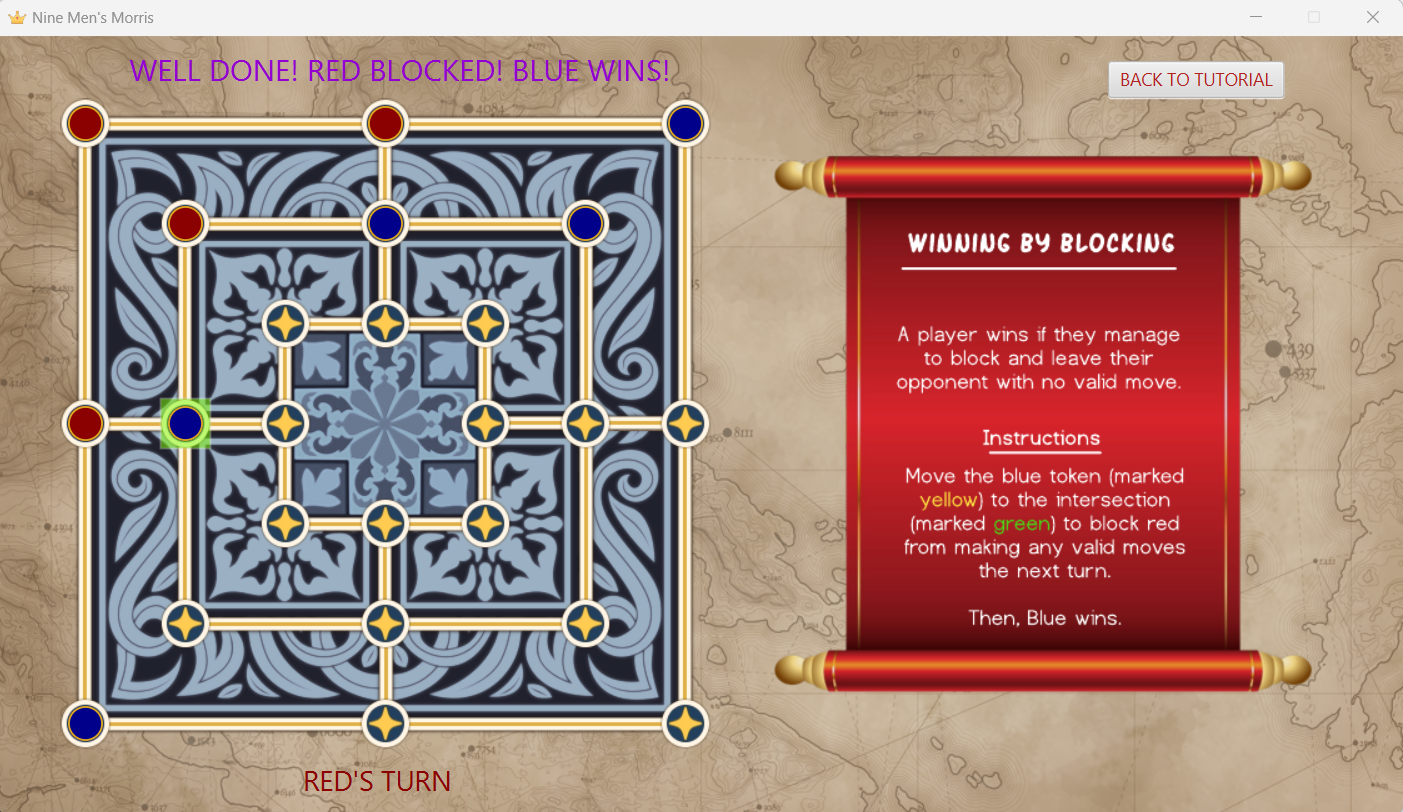 Nine Men's Morris
WELL DONE! RED BLOCKED! BLUE WINS!
BACK TO TUTORIAL
WINNING BY BLOCKING
A player wins if they manage
to block and leave their
opponent with no valid move.
Instructions
Move the blue token (marked
yellow) to the intersection
(marked green) to block red
from making any valid moves
the next turn.
Then, Blue wins.
RED'S TURN